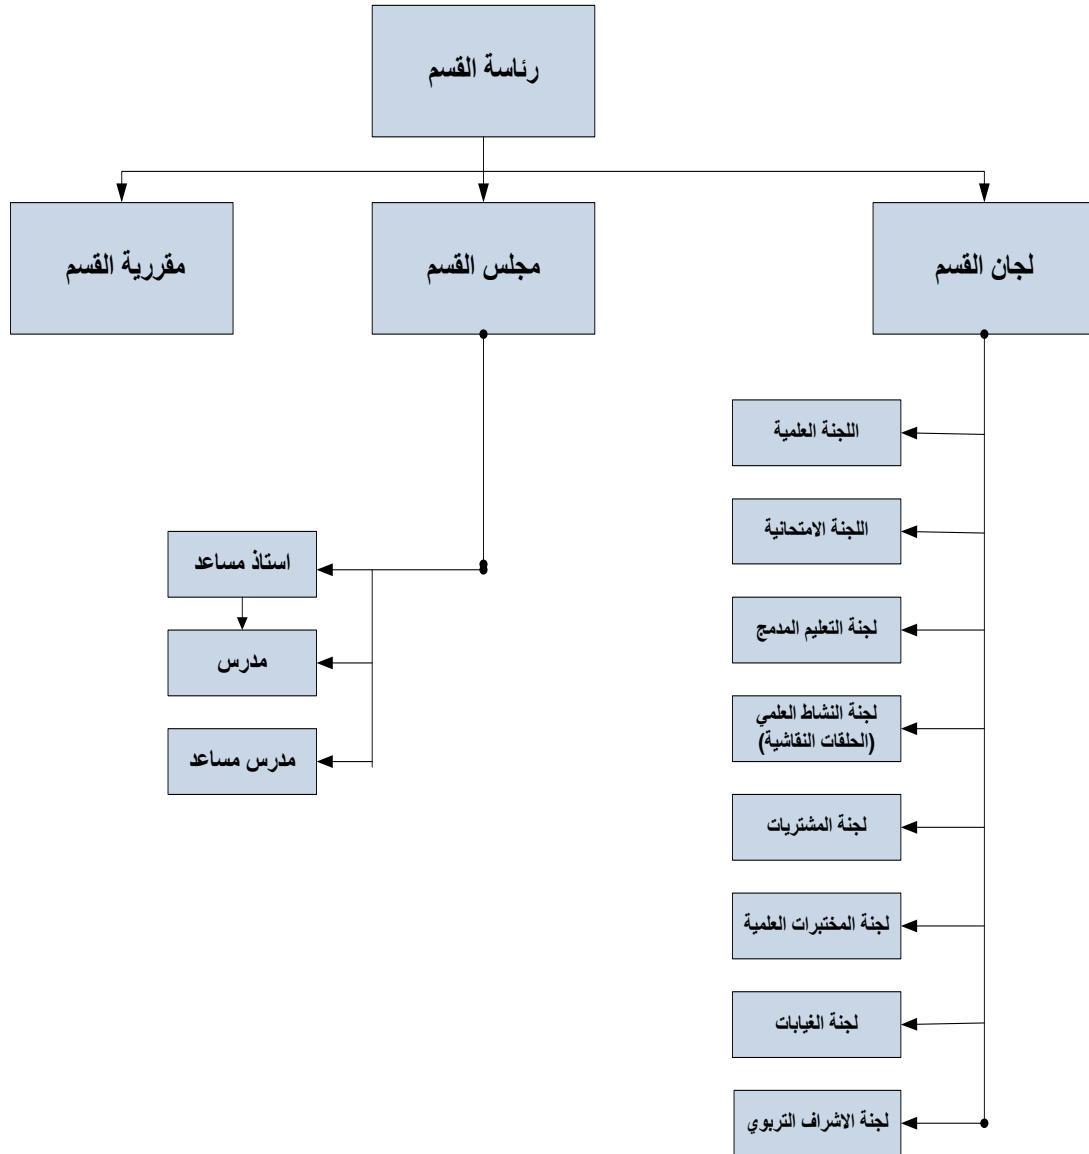 رئاسة القسم
لجان القسم
مجلس القسم
مقررية القسم
اللجنة العلمية
اللجنة الامتحانية
لجنة التعليم المدمج
لجنة النشاط العلمي
(الحلقات النقاشية)
لجنة المشتريات
لجنة المختبرات العلمية
لجنة الغيابات
لجنة الاشراف التربوي
استاذ مساعد
مدرس
مدرس مساعد